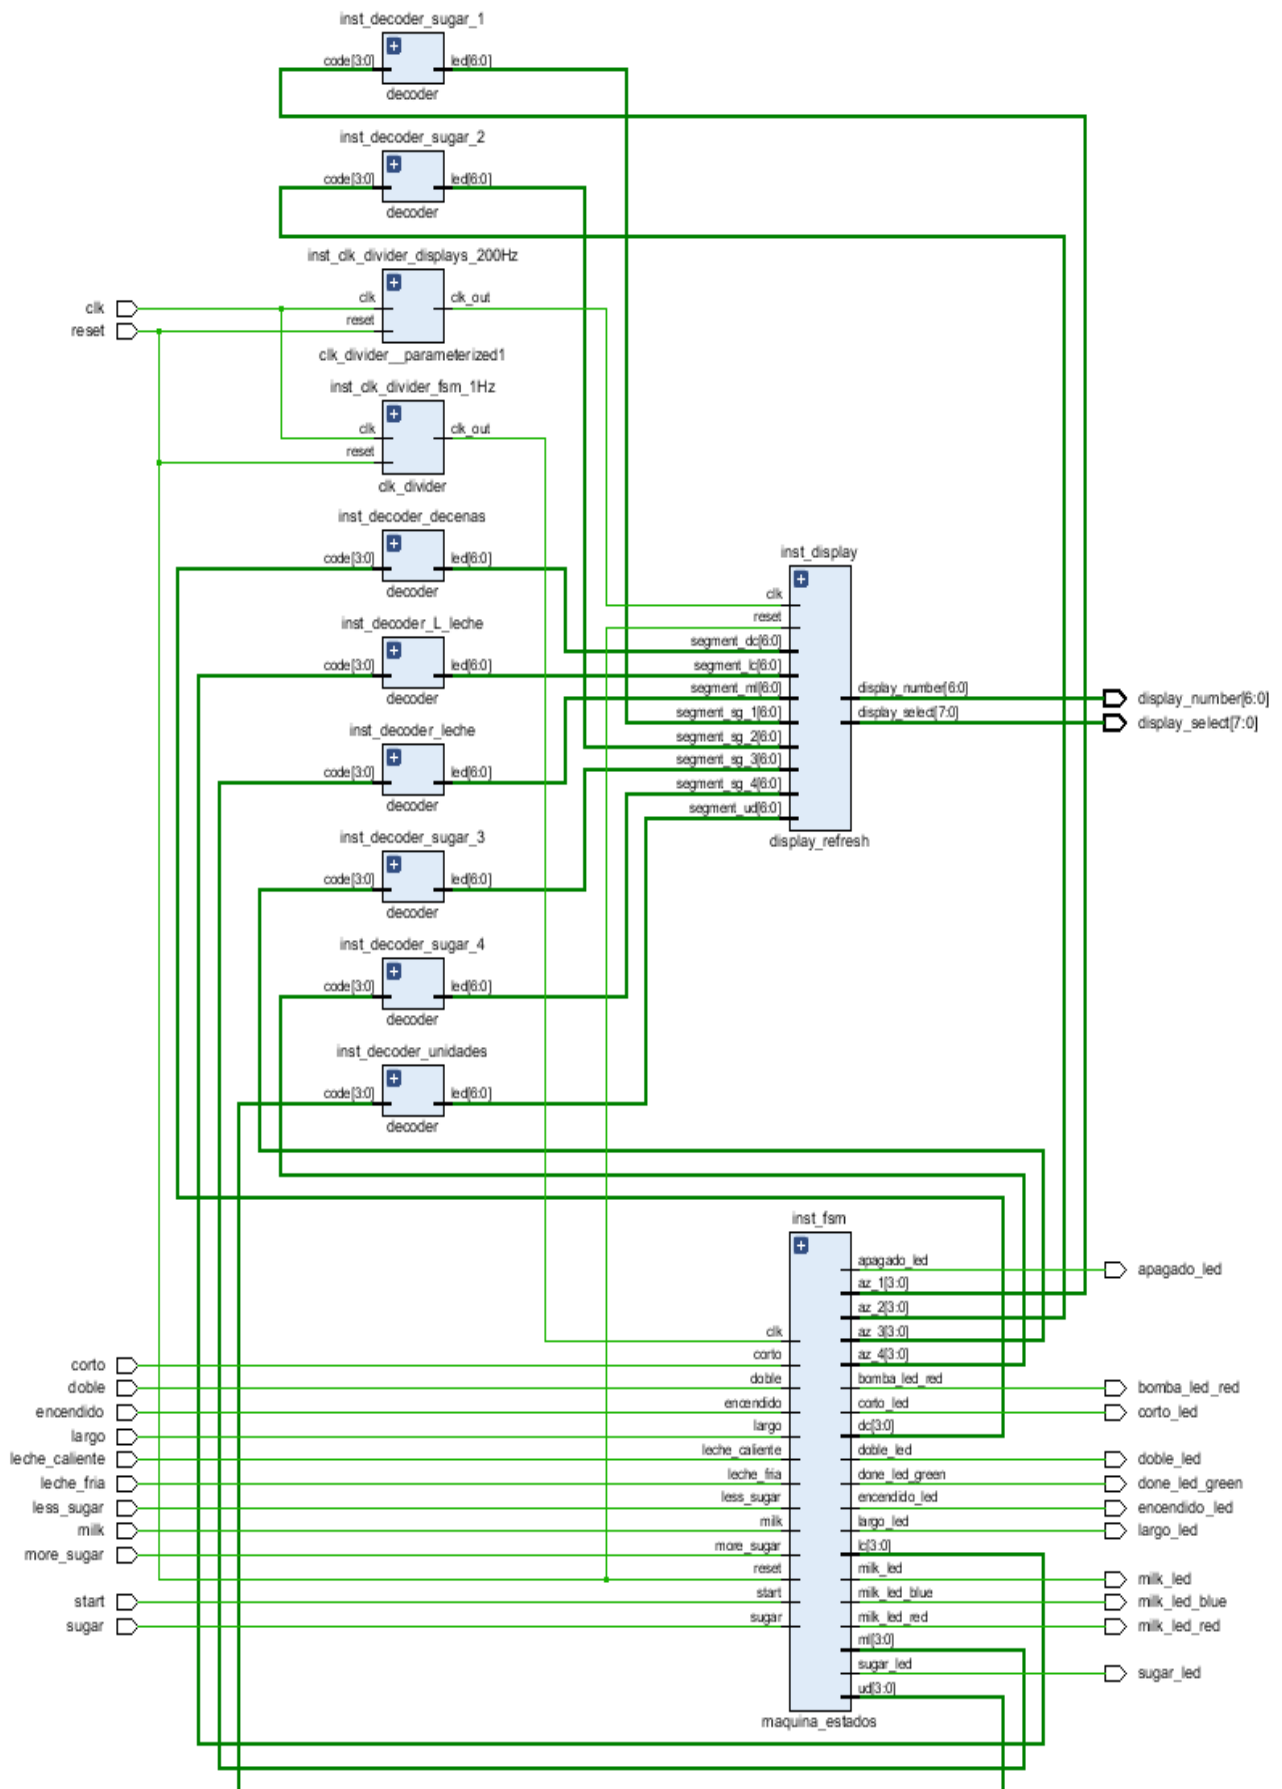 inst_decoder_sugar_1
code[3:0] led[6:0]
decoder
inst_decoder_sugar_2
code[3:0] led[6:0]
decoder
inst_clk_divider_displays_200Hz
clk clk clk_out
reset reset
clk_divider__parameterized1
inst_clk_divider_fsm_1Hz
clk clk_out
reset
clk_divider
inst_decoder_decenas
code[3:0] led[6:0]
decoder
inst_decoder_L_leche
code[3:0] led[6:0]
decoder
inst_decoder_leche
code[3:0] led[6:0]
decoder
inst_decoder_sugar_3
code[3:0] led[6:0]
decoder
inst_decoder_sugar_4
code[3:0] led[6:0]
decoder
inst_decoder_unidades
code[3:0] led[6:0]
decoder
inst_display
clk
reset
segment_dc[6:0]
segment_lc[6:0]
segment_ml[6:0] display_number[6:0] display_number[6:0]
segment_sg_1[6:0] display_select[7:0] display_select[7:0]
segment_sg_2[6:0]
segment_sg_3[6:0]
segment_sg_4[6:0]
segment_ud[6:0]
display_refresh
inst_fsm
apagado_led apagado_led
az_1[3:0]
az_2[3:0]
clk az_3[3:0]
corto corto az_4[3:0]
doble doble bomba_led_red bomba_led_red
encendido encendido corto_led corto_led
largo largo dc[3:0]
leche_caliente leche_caliente doble_led doble_led
leche_fria leche_fria done_led_green done_led_green
less_sugar less_sugar encendido_led encendido_led
milk milk largo_led largo_led
more_sugar more_sugar lc[3:0]
reset milk_led milk_led
start start milk_led_blue milk_led_blue
sugar sugar milk_led_red milk_led_red
ml[3:0]
sugar_led sugar_led
ud[3:0]
maquina_estados